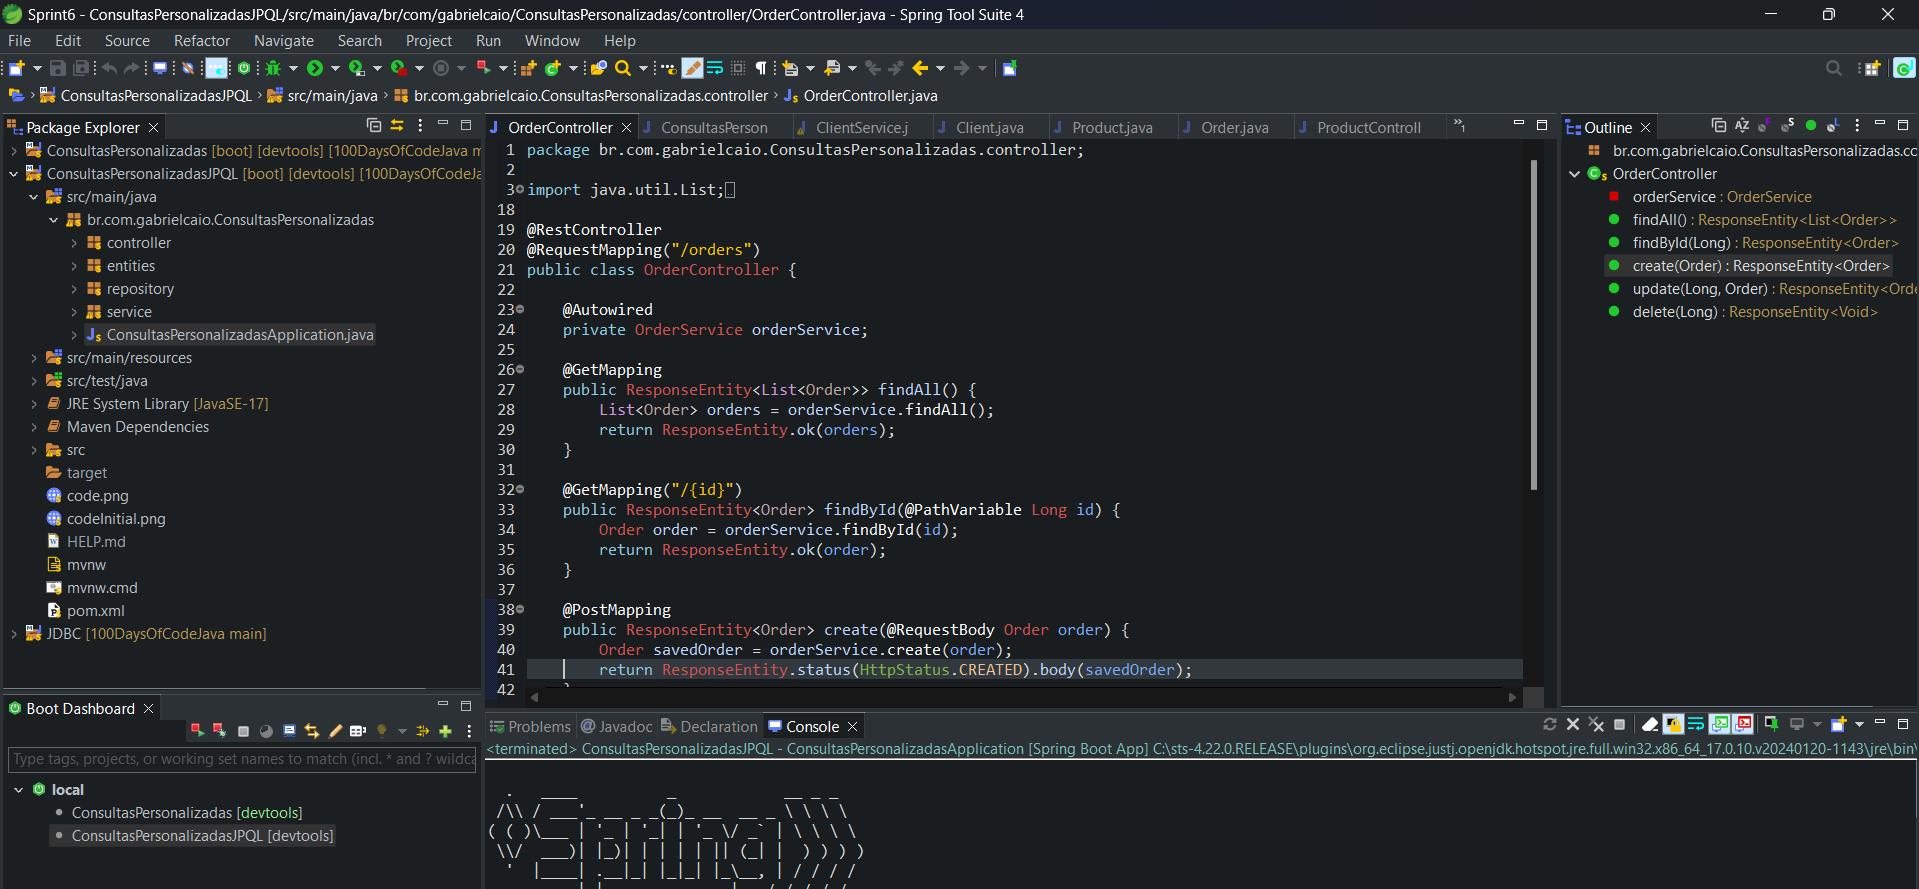 Sprint6 - ConsultasPersonalizadasJPQL/src/main/java/br/com/gabrielcaio/ConsultasPersonalizadas/controller/OrderController.java - Spring Tool Suite 4
File Edit Source Refactor Navigate Search Project Run Window Help
ConsultasPersonalizadasJPQL › src/main/java › br.com.gabrielcaio.ConsultasPersonalizadas.controller › OrderController.java
Package Explorer
ConsultasPersonalizadas [boot] [devtools] [100DaysOfCodeJava m
ConsultasPersonalizadasJPQL [boot] [devtools] [100DaysOfCodeJa
src/main/java
br.com.gabrielcaio.ConsultasPersonalizadas
controller
entities
repository
service
ConsultasPersonalizadasApplication.java
src/main/resources
src/test/java
JRE System Library [JavaSE-17]
Maven Dependencies
src
target
code.png
codeInitial.png
HELP.md
mvnw
mvnw.cmd
pom.xml
JDBC [100DaysOfCodeJava main]
Boot Dashboard
Type tags, projects, or working set names to match (incl. * and ? wildca
local
ConsultasPersonalizadas [devtools]
ConsultasPersonalizadasJPQL [devtools]
OrderController ConsultasPerson ClientService.j Client.java Product.java Order.java ProductControll »1
1 package br.com.gabrielcaio.ConsultasPersonalizadas.controller;
2
3 import java.util.List;
18
19 @RestController
20 @RequestMapping("/orders")
21 public class OrderController {
22
23 @Autowired
24 private OrderService orderService;
25
26 @GetMapping
27 public ResponseEntity<List<Order>> findAll() {
28 List<Order> orders = orderService.findAll();
29 return ResponseEntity.ok(orders);
30 }
31
32 @GetMapping("/{id}")
33 public ResponseEntity<Order> findById(@PathVariable Long id) {
34 Order order = orderService.findById(id);
35 return ResponseEntity.ok(order);
36 }
37
38 @PostMapping
39 public ResponseEntity<Order> create(@RequestBody Order order) {
40 Order savedOrder = orderService.create(order);
41 return ResponseEntity.status(HttpStatus.CREATED).body(savedOrder);
42
Outline
br.com.gabrielcaio.ConsultasPersonalizadas.co
OrderController
orderService : OrderService
findAll() : ResponseEntity<List<Order>>
findById(Long) : ResponseEntity<Order>
create(Order) : ResponseEntity<Order>
update(Long, Order) : ResponseEntity<Orde
delete(Long) : ResponseEntity<Void>
Problems Javadoc Declaration Console
<terminated> ConsultasPersonalizadasJPQL - ConsultasPersonalizadasApplication [Spring Boot App] C:\sts-4.22.0.RELEASE\plugins\org.eclipse.justj.openjdk.hotspot.jre.full.win32.x86_64_17.0.10.v20240120-1143\jre\bin\
Spring